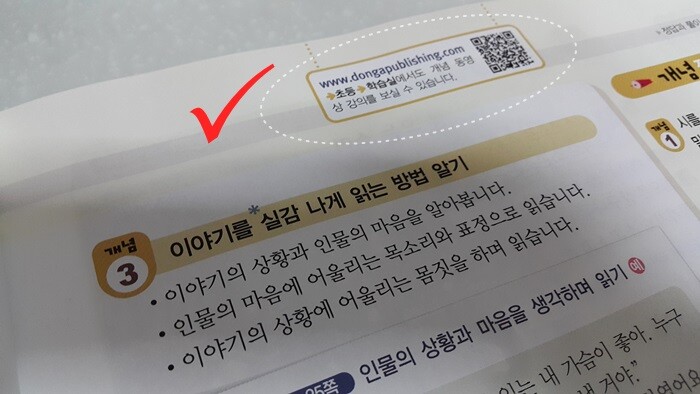 www.dongapublishing.com
초등 학습실에서도 개념 동영
상 강의를 보실 수 있습니다.
개념 3 이야기를 *실감 나게 읽는 방법 알기
• 이야기의 상황과 인물의 마음을 알아봅니다.
• 인물의 마음에 어울리는 목소리와 표정으로 읽습니다.
• 이야기의 상황에 어울리는 몸짓을 하며 읽습니다.
25쪽 인물의 상황과 마음을 생각하며 읽기 예
있는 내 가슴이 좋아. 누구
정답과
개념
개념 1 시를